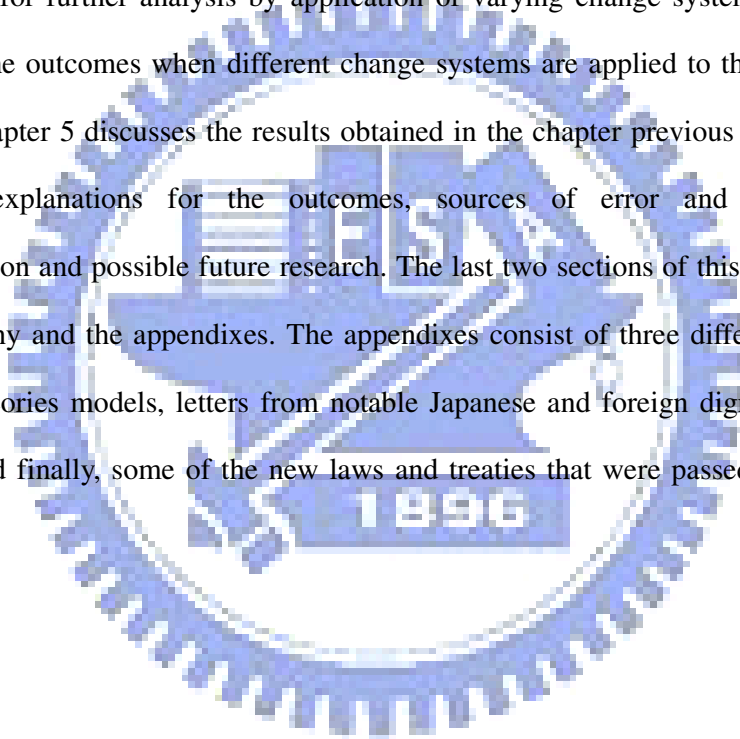 for further analysis by application of varying change system
outcomes when different change systems are applied to th
apter 5 discusses the results obtained in the chapter previous
explanations for the outcomes, sources of error and
on and possible future research. The last two sections of this
and the appendixes. The appendixes consist of three diffe
ories models, letters from notable Japanese and foreign dig
finally, some of the new laws and treaties that were passe
ESA
1896